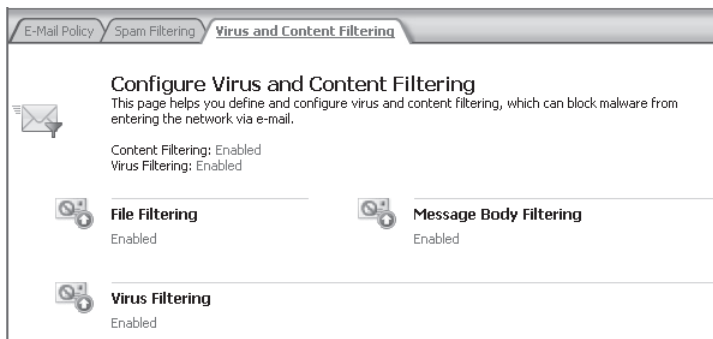 E-Mail Policy Spam Filtering Virus and Content Filtering
Configure Virus and Content Filtering
This page helps you define and configure virus and content filtering, which can block malware from
entering the network via e-mail.
Content Filtering: Enabled
Virus Filtering: Enabled
File Filtering
Enabled
Message Body Filtering
Enabled
Virus Filtering
Enabled